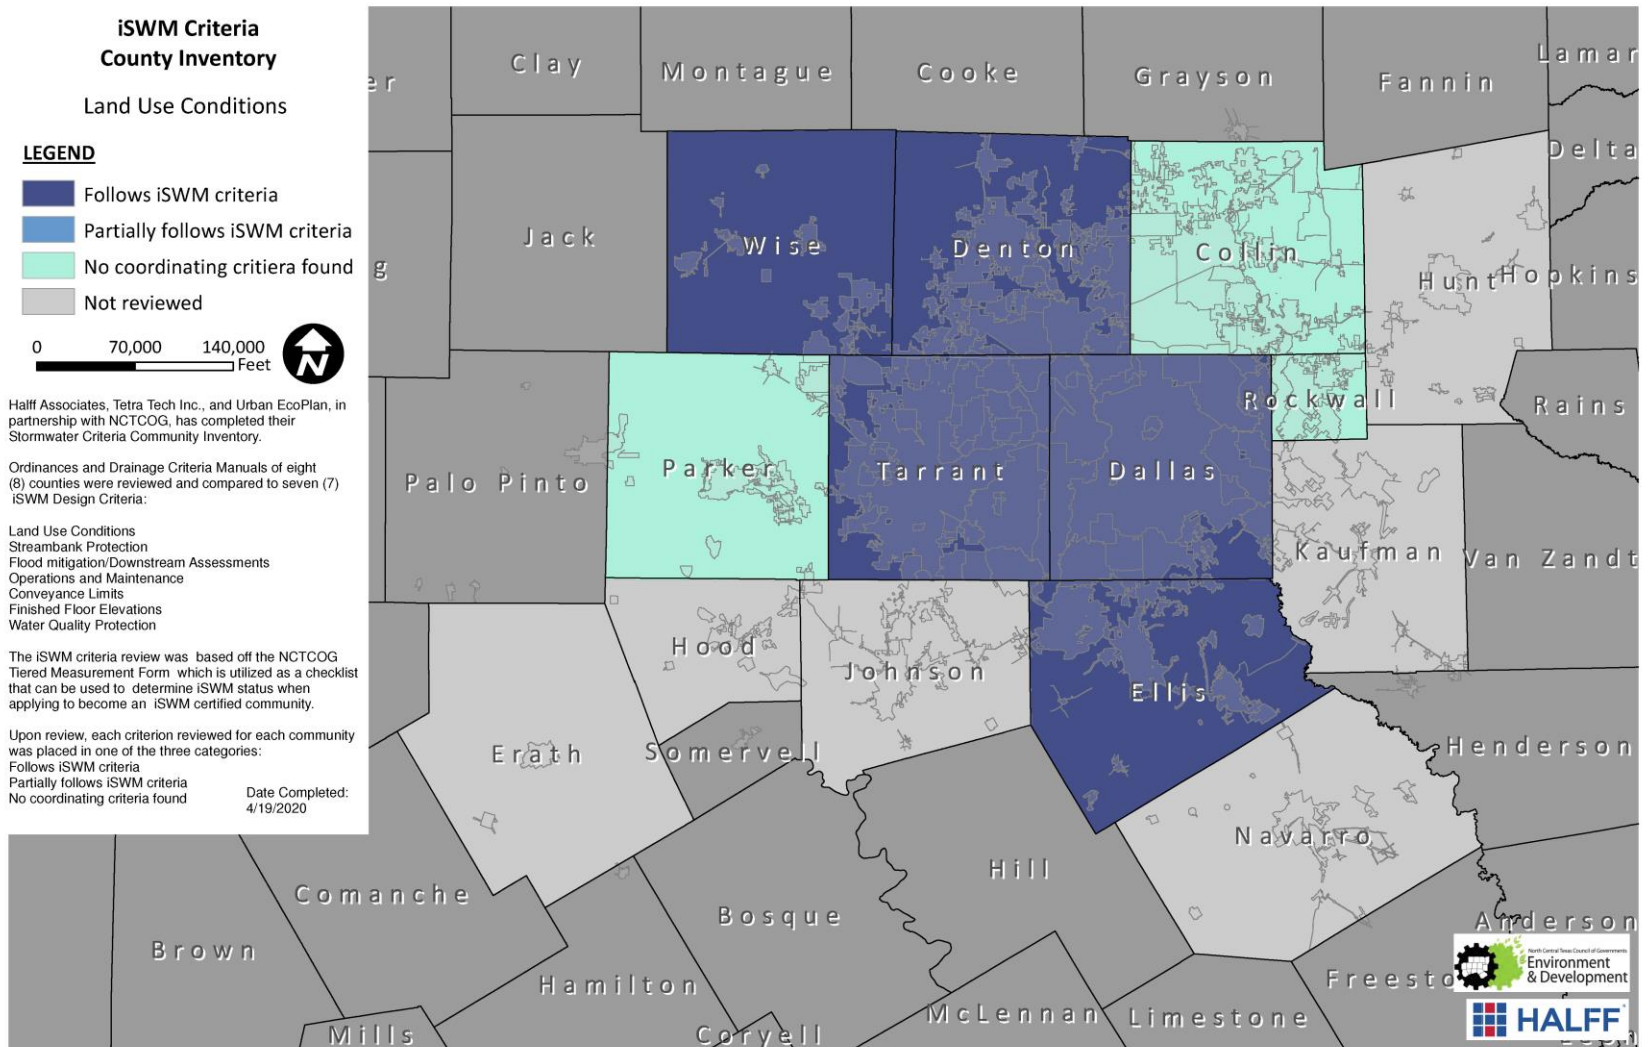 iSWM Criteria
County Inventory
Land Use Conditions
LEGEND
Follows iSWM criteria
Partially follows iSWM criteria
No coordinating critiera found
Not reviewed
0 70,000 140,000
Feet
N
Halff Associates, Tetra Tech Inc., and Urban EcoPlan, in
partnership with NCTCOG, has completed their
Stormwater Criteria Community Inventory.
Ordinances and Drainage Criteria Manuals of eight
(8) counties were reviewed and compared to seven (7)
iSWM Design Criteria:
Land Use Conditions
Streambank Protection
Flood mitigation/Downstream Assessments
Operations and Maintenance
Conveyance Limits
Finished Floor Elevations
Water Quality Protection
The iSWM criteria review was based off the NCTCOG
Tiered Measurement Form which is utilized as a checklist
that can be used to determine iSWM status when
applying to become an iSWM certified community.
Upon review, each criterion reviewed for each community
was placed in one of the three categories:
Follows iSWM criteria
Partially follows iSWM criteria
No coordinating criteria found
Date Completed:
4/19/2020
er
Clay
Montague
Cooke
Grayson
Fannin
Lamar
Delta
g
Jack
Wise
Denton
Collin
Hunt
Hopkins
Rockwall
Rains
Palo Pinto
Parker
Tarrant
Dallas
Kaufman
Van Zandt
Hood
Johnson
Ellis
Erath
Somervell
Henderson
Navarro
Hill
Comanche
Bosque
Anderson
Brown
Hamilton
Freesto
McLennan
Limestone
Mills
Coryell
North Central Texas Council of Governments
Environment
& Development
HALFF